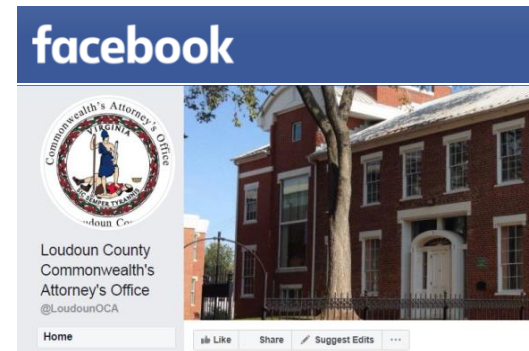 facebook
Commonwealth's Attorney's Office
VIRGINIA
SIC SEMPER TYRANNIS
Loudoun County
Commonwealth's
Attorney's Office
@LoudounOCA
Home
Like Share Suggest Edits ...